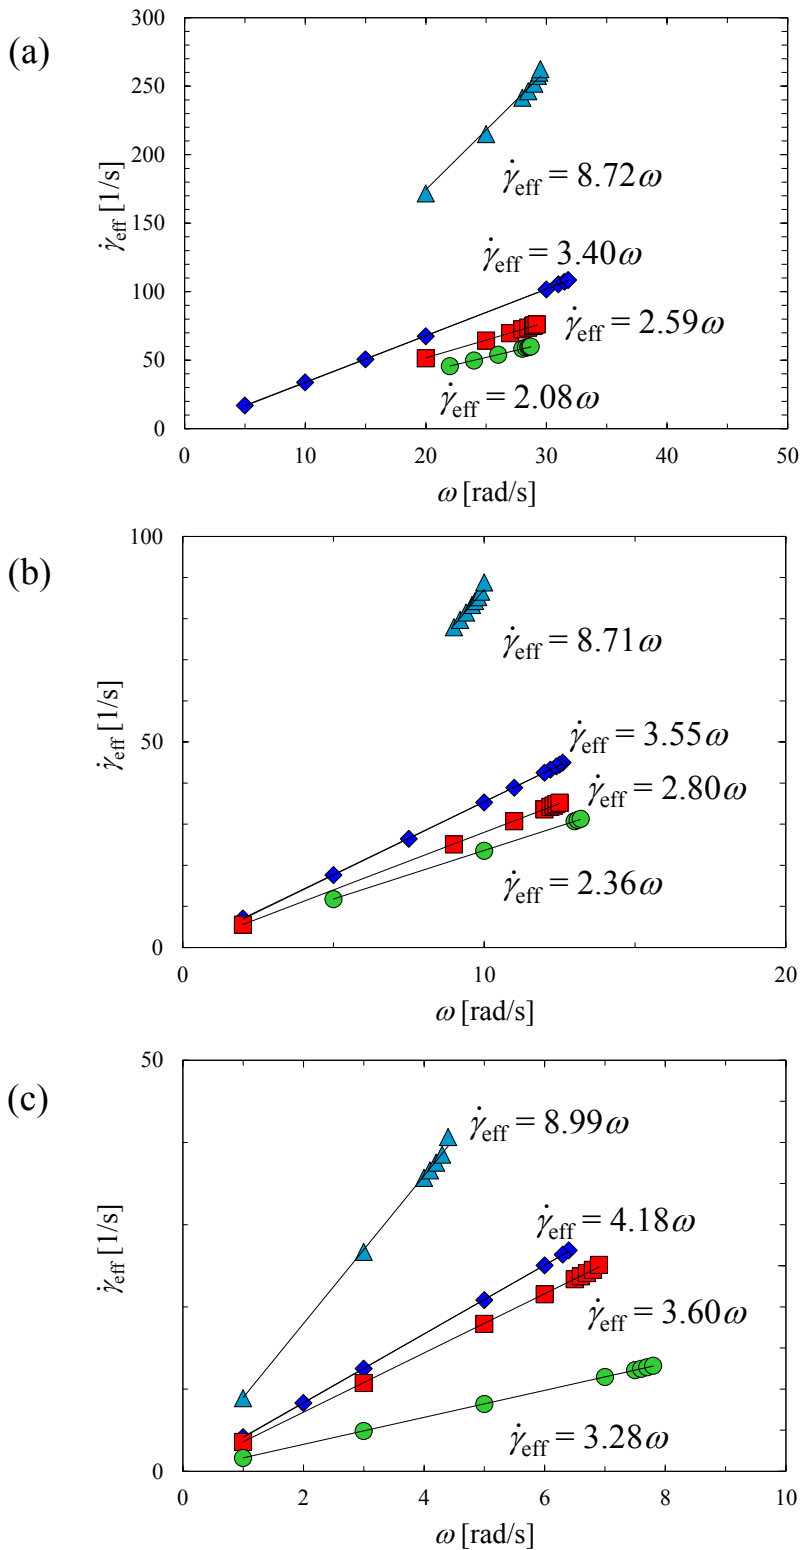 (a)
300
250
200
150
100
50
0
γ̇eff [1/s]
γ̇eff = 8.72ω
γ̇eff = 3.40ω
γ̇eff = 2.59ω
γ̇eff = 2.08ω
0 10 20 30 40 50
ω [rad/s]
(b)
100
50
0
γ̇eff [1/s]
γ̇eff = 8.71ω
γ̇eff = 3.55ω
γ̇eff = 2.80ω
γ̇eff = 2.36ω
0 10 20
ω [rad/s]
(c)
50
0
γ̇eff [1/s]
γ̇eff = 8.99ω
γ̇eff = 4.18ω
γ̇eff = 3.60ω
γ̇eff = 3.28ω
0 2 4 6 8 10
ω [rad/s]